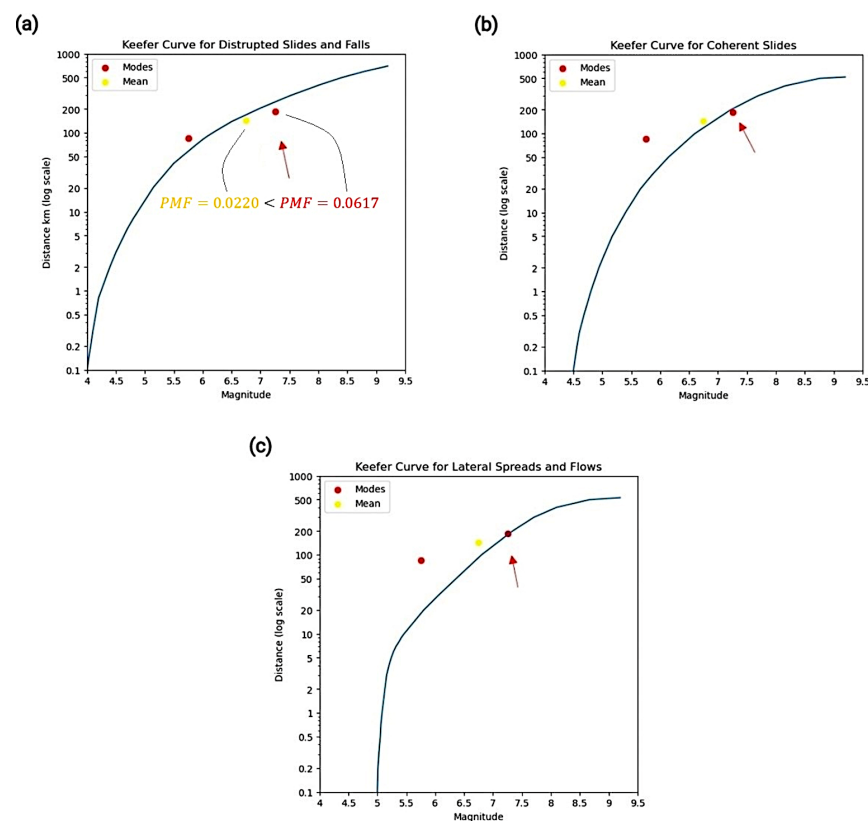 (a)
Keefer Curve for Distrupted Slides and Falls
Modes
Mean
1000
500
200
100
50
20
10
5
2
1
0.5
0.2
0.1
Distance km (log scale)
PMF = 0.0220 < PMF = 0.0617
4 4.5 5 5.5 6 6.5 7 7.5 8 8.5 9 9.5
Magnitude
(b)
Keefer Curve for Coherent Slides
Modes
Mean
1000
500
200
100
50
20
10
5
2
1
0.5
0.2
0.1
Distance (log scale)
4 4.5 5 5.5 6 6.5 7 7.5 8 8.5 9 9.5
Magnitude
(c)
Keefer Curve for Lateral Spreads and Flows
Modes
Mean
1000
500
200
100
50
20
10
5
2
1
0.5
0.2
0.1
Distance (log scale)
4 4.5 5 5.5 6 6.5 7 7.5 8 8.5 9 9.5
Magnitude